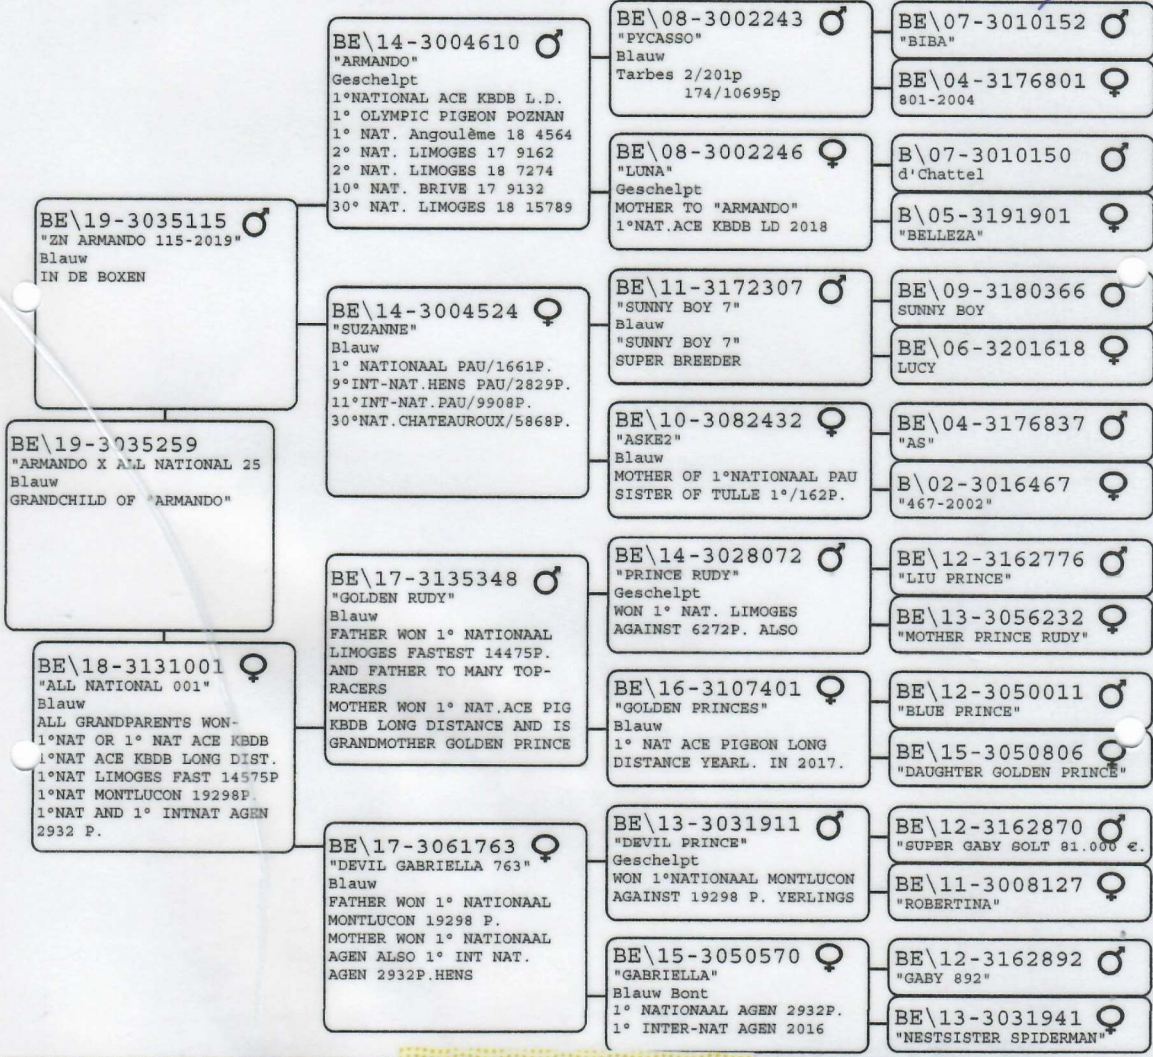 BE\19-3035259
"ARMANDO X ALL NATIONAL 25
Blauw
GRANDCHILD OF "ARMANDO"
BE\19-3035115 ♂
"ZN ARMANDO 115-2019"
Blauw
IN DE BOXEN
BE\18-3131001 ♀
"ALL NATIONAL 001"
Blauw
ALL GRANDPARENTS WON-
1°NAT OR 1° NAT ACE KBDB
1°NAT ACE KBDB LONG DIST.
1°NAT LIMOGES FAST 14575P
1°NAT MONTLUCON 19298P.
1°NAT AND 1° INTNAT AGEN
2932 P.
BE\14-3004610 ♂
"ARMANDO"
Geschelpt
1°NATIONAL ACE KBDB L.D.
1° OLYMPIC PIGEON POZNAN
1° NAT. Angoulème 18 4564
2° NAT. LIMOGES 17 9162
2° NAT. LIMOGES 18 7274
10° NAT. BRIVE 17 9132
30° NAT. LIMOGES 18 15789
BE\14-3004524 ♀
"SUZANNE"
Blauw
1° NATIONAAL PAU/1661P.
9°INT-NAT.HENS PAU/2829P.
11°INT-NAT.PAU/9908P.
30°NAT.CHATEAUROUX/5868P.
BE\17-3135348 ♂
"GOLDEN RUDY"
Blauw
FATHER WON 1° NATIONAAL
LIMOGES FASTEST 14475P.
AND FATHER TO MANY TOP-
RACERS
MOTHER WON 1° NAT.ACE PIG
KBDB LONG DISTANCE AND IS
GRANDMOTHER GOLDEN PRINCE
BE\17-3061763 ♀
"DEVIL GABRIELLA 763"
Blauw
FATHER WON 1° NATIONAAL
MONTLUCON 19298 P.
MOTHER WON 1° NATIONAAL
AGEN ALSO 1° INT NAT.
AGEN 2932P.HENS
BE\08-3002243 ♂
"PYCASSO"
Blauw
Tarbes 2/201p
174/10695p
BE\08-3002246 ♀
"LUNA"
Geschelpt
MOTHER TO "ARMANDO"
1°NAT.ACE KBDB LD 2018
BE\11-3172307 ♂
"SUNNY BOY 7"
Blauw
"SUNNY BOY 7"
SUPER BREEDER
BE\10-3082432 ♀
"ASKE2"
Blauw
MOTHER OF 1°NATIONAAL PAU
SISTER OF TULLE 1°/162P.
BE\14-3028072 ♂
"PRINCE RUDY"
Geschelpt
WON 1° NAT. LIMOGES
AGAINST 6272P. ALSO
BE\16-3107401 ♀
"GOLDEN PRINCES"
Blauw
1° NAT ACE PIGEON LONG
DISTANCE YEARL. IN 2017.
BE\13-3031911 ♂
"DEVIL PRINCE"
Geschelpt
WON 1°NATIONAAL MONTLUCON
AGAINST 19298 P. YERLINGS
BE\15-3050570 ♀
"GABRIELLA"
Blauw Bont
1° NATIONAAL AGEN 2932P.
1° INTER-NAT AGEN 2016
BE\07-3010152 ♂
"BIBA"
BE\04-3176801 ♀
801-2004
B\07-3010150 ♂
d'Chattel
B\05-3191901 ♀
"BELLEZA"
BE\09-3180366 ♂
SUNNY BOY
BE\06-3201618 ♀
LUCY
BE\04-3176837 ♂
"AS"
B\02-3016467 ♀
"467-2002"
BE\12-3162776 ♂
"LIU PRINCE"
BE\13-3056232 ♀
"MOTHER PRINCE RUDY"
BE\12-3050011 ♂
"BLUE PRINCE"
BE\15-3050806 ♀
"DAUGHTER GOLDEN PRINCE"
BE\12-3162870 ♂
"SUPER GABY SOLT 81.000 €.
BE\11-3008127 ♀
"ROBERTINA"
BE\12-3162892 ♂
"GABY 892"
BE\13-3031941 ♀
"NESTSISTER SPIDERMAN"